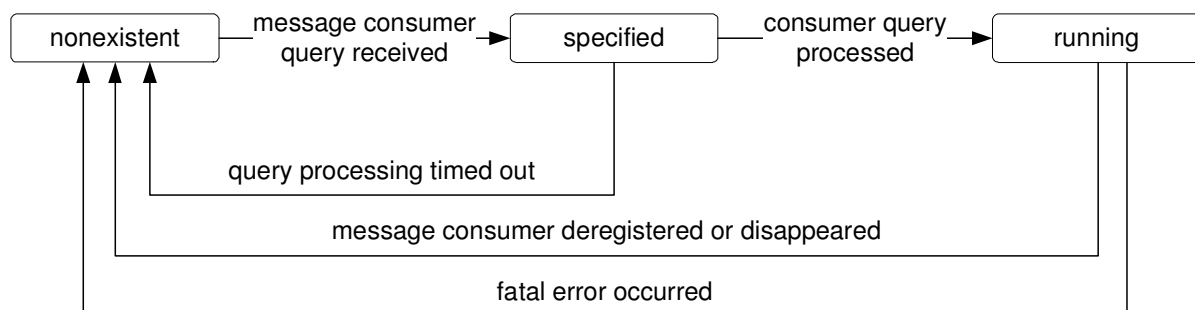 nonexistent
message consumer
query received
specified
consumer query
processed
running
query processing timed out
message consumer deregistered or disappeared
fatal error occurred